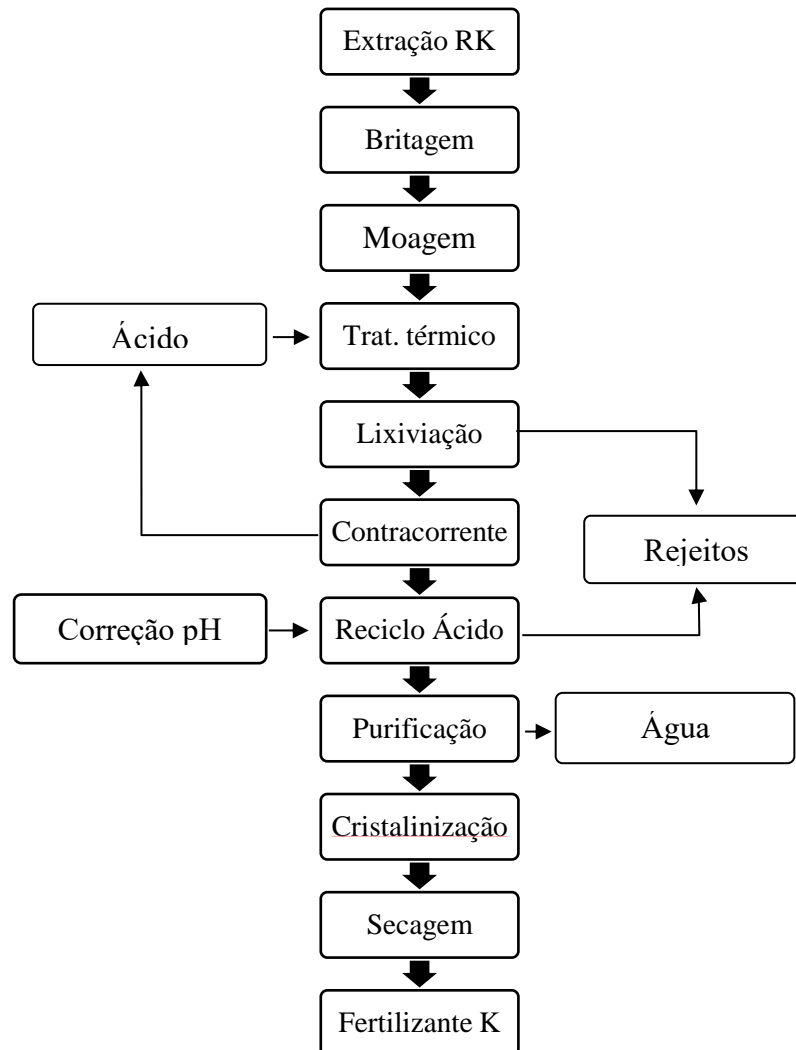 Extração RK
Britagem
Moagem
Ácido
Trat. térmico
Lixiviação
Contracorrente
Rejeitos
Correção pH
Reciclo Ácido
Purificação
Água
Cristalinização
Secagem
Fertilizante K